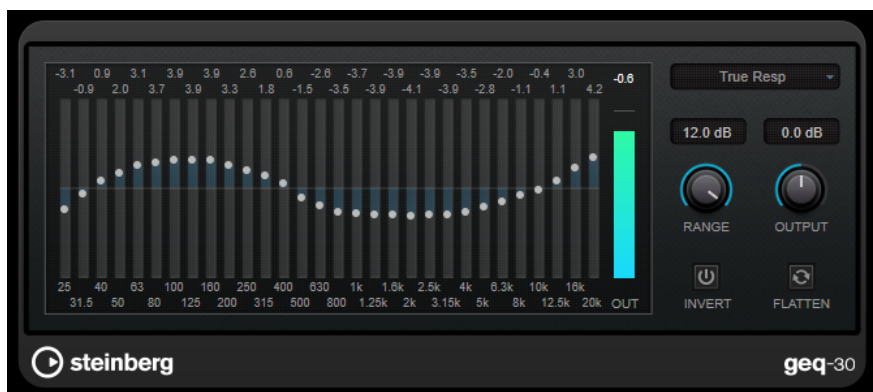 -3.1 0.9 3.1 3.9 3.9 2.6 0.6 -2.6 -3.7 -3.9 -3.9 -3.5 -2.0 -0.4 3.0 -0.6
-0.9 2.0 3.7 3.9 3.3 1.8 -1.5 -3.5 -3.9 -4.1 -3.9 -2.8 -1.1 1.1 4.2
True Resp
12.0 dB 0.0 dB
RANGE OUTPUT
25 40 63 100 160 250 400 630 1k 1.6k 2.5k 4k 6.3k 10k 16k
31.5 50 80 125 200 315 500 800 1.25k 2k 3.15k 5k 8k 12.5k 20k OUT
INVERT FLATTEN
steinberg
geq-30